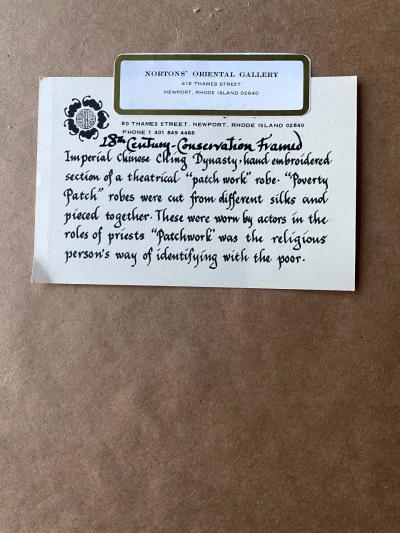 NORTONS' ORIENTAL GALLERY
415 THAMES STREET
NEWPORT, RHODE ISLAND 02840
80 THAMES STREET, NEWPORT, RHODE ISLAND 02840
PHONE 1 401 849 4468
18th Century - Conservation Framed
Imperial Chinese Ching Dynasty, hand embroidered
section of a theatrical "patch work" robe. "Poverty
Patch" robes were cut from different silks and
pieced together. These were worn by actors in the
roles of priests "Patchwork" was the religious
person's way of identifying with the poor.